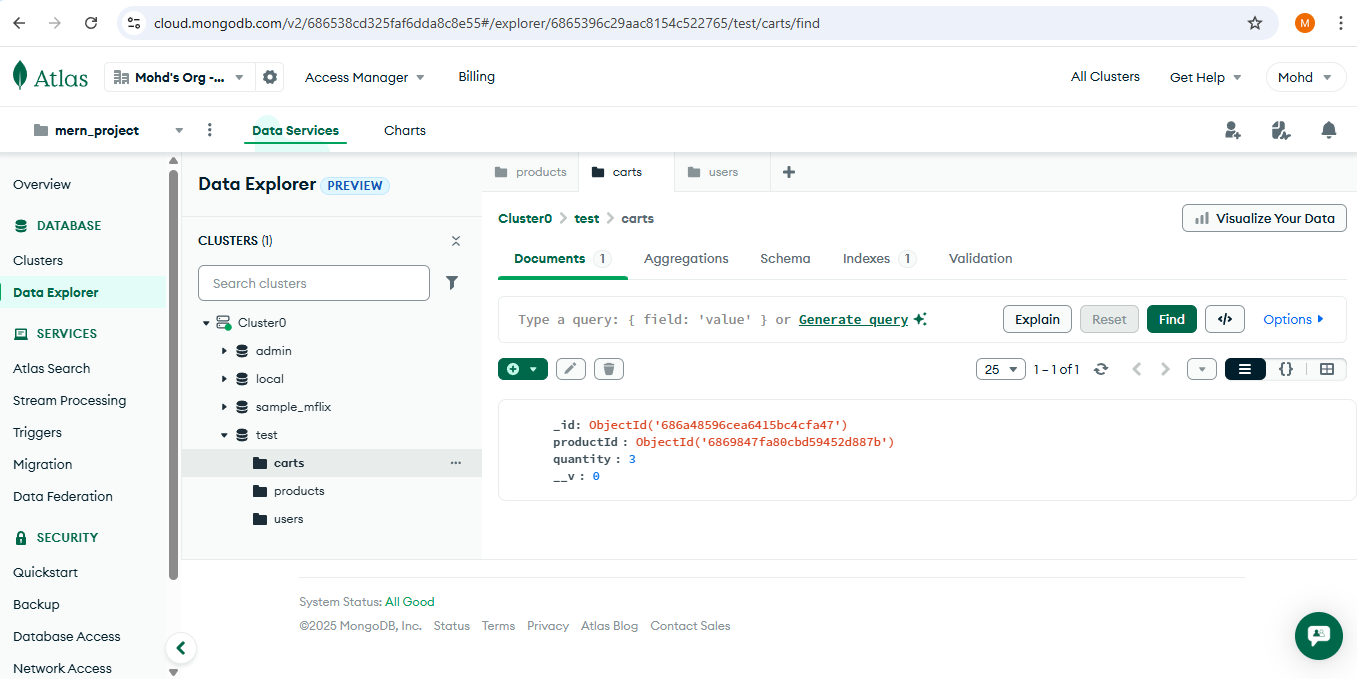 cloud.mongodb.com/v2/686538cd325faf6dda8c8e55#/explorer/6865396c29aac8154c522765/test/carts/find
M
Atlas
Mohd's Org -...
Access Manager
Billing
All Clusters
Get Help
Mohd
mern_project
Data Services
Charts
Overview
DATABASE
Clusters
Data Explorer
SERVICES
Atlas Search
Stream Processing
Triggers
Migration
Data Federation
SECURITY
Quickstart
Backup
Database Access
Network Access
Data Explorer PREVIEW
CLUSTERS (1)
Search clusters
Cluster0
admin
local
sample_mflix
test
carts
products
users
products
carts
users
Cluster0 > test > carts
Visualize Your Data
Documents 1
Aggregations
Schema
Indexes 1
Validation
Type a query: { field: 'value' } or Generate query
Explain
Reset
Find
</>
Options
25
1 – 1 of 1
{}
_id: ObjectId('686a48596cea6415bc4cfa47')
productId : ObjectId('6869847fa80cbd59452d887b')
quantity : 3
__v : 0
System Status: All Good
©2025 MongoDB, Inc. Status Terms Privacy Atlas Blog Contact Sales